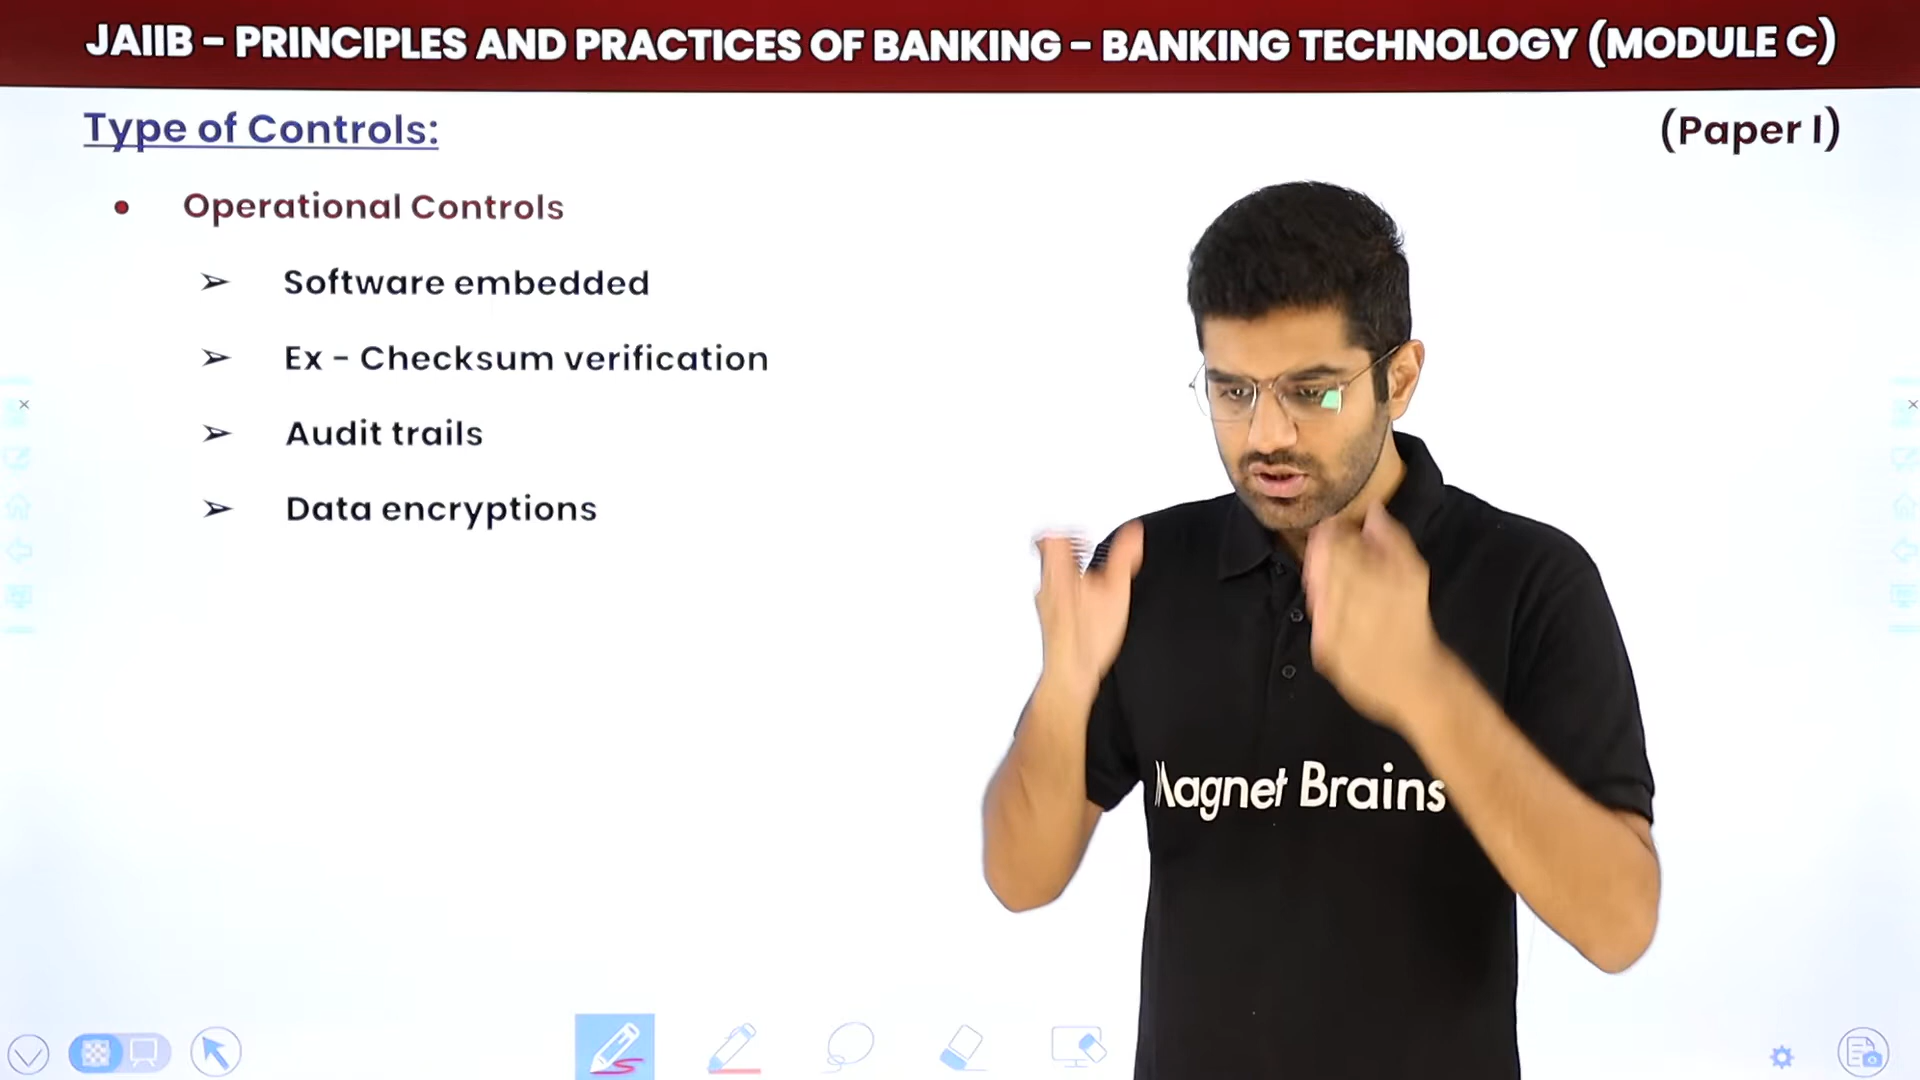 JAIIB - PRINCIPLES AND PRACTICES OF BANKING - BANKING TECHNOLOGY (MODULE C)
Type of Controls:
(Paper I)
• Operational Controls
➢ Software embedded
➢ Ex - Checksum verification
➢ Audit trails
➢ Data encryptions
Magnet Brains